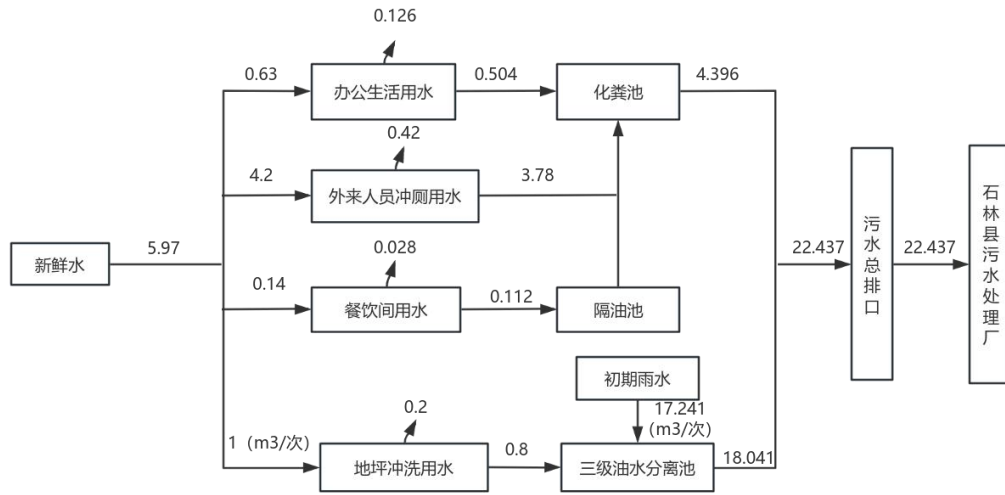 0.126
0.63
办公生活用水
0.504
化粪池
4.396
0.42
4.2
外来人员冲厕用水
3.78
新鲜水
5.97
0.028
0.14
餐饮间用水
0.112
隔油池
22.437
污水总排口
22.437
石林县污水处理厂
初期雨水
17.241
(m3/次)
0.2
1（m3/次）
地坪冲洗用水
0.8
三级油水分离池
18.041